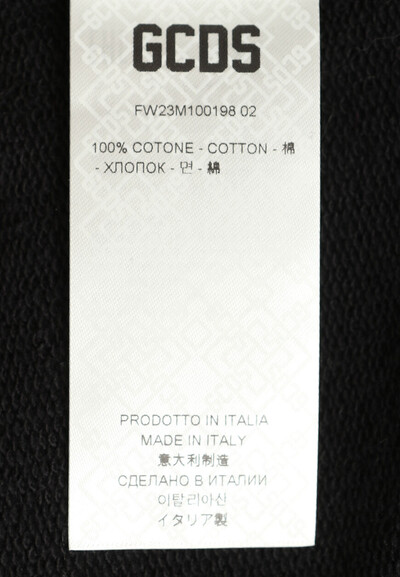 GCDS
FW23M100198 02
100% COTONE - COTTON - 棉
- ХЛОПОК - 면 - 綿
PRODOTTO IN ITALIA
MADE IN ITALY
意大利制造
СДЕЛАНО В ИТАЛИИ
이탈리아산
イタリア製